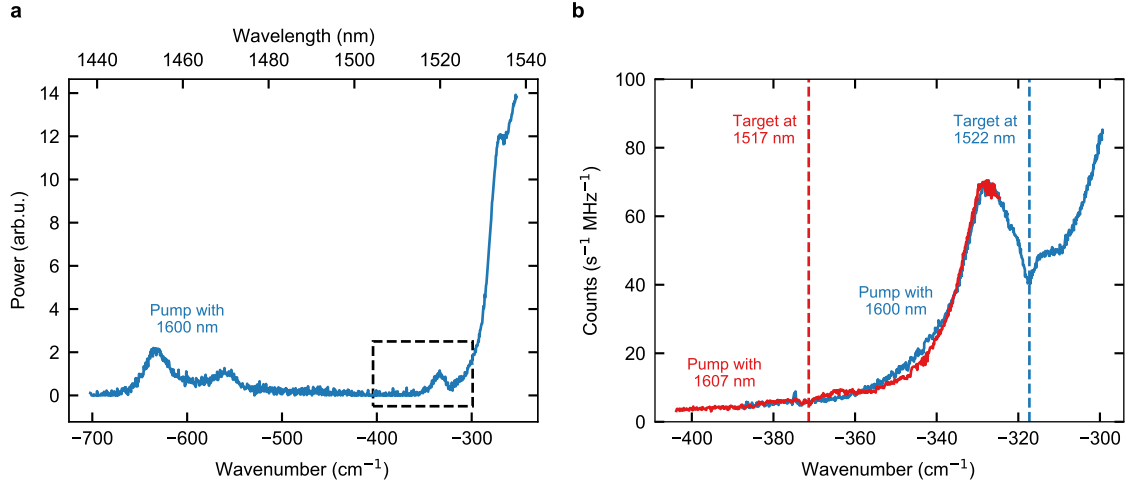 a
Wavelength (nm)
1440 1460 1480 1500 1520 1540
14
12
10
8
6
4
2
0
Power (arb.u.)
Pump with
1600 nm
−700 −600 −500 −400 −300
Wavenumber (cm⁻¹)
b
100
80
60
40
20
0
Counts (s⁻¹ MHz⁻¹)
Target at
1517 nm
Target at
1522 nm
Pump with
1600 nm
Pump with
1607 nm
−400 −380 −360 −340 −320 −300
Wavenumber (cm⁻¹)